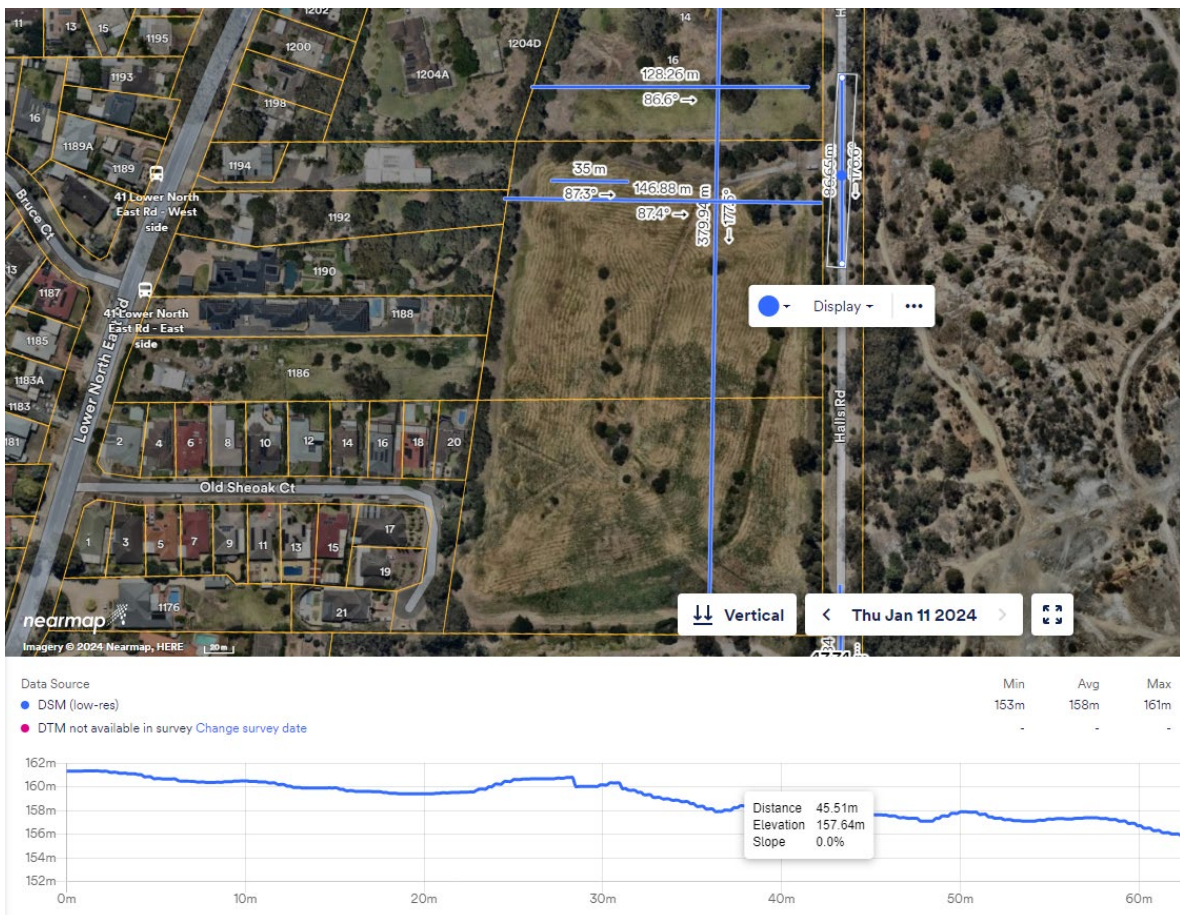 1202
14
11
13
15
1195
1200
1204D
1204A
16
1193
128.26 m
86.6° →
1198
16
1189A
1189
1194
35 m
87.3° →
146.88 m
87.4° →
379.94 m
86.65 m
41 Lower North
East Rd - West
side
Bruce Ct
1192
13
1190
1187
41 Lower North
East Rd - East
side
1188
Display
1185
1186
1183A
1183
Lower North East Rd
Halls Rd
181
2
4
6
8
10
12
14
16
18
20
Old Sheoak Ct
1
3
5
7
9
11
13
15
17
19
1176
21
nearmap
Vertical
Thu Jan 11 2024
Imagery © 2024 Nearmap, HERE
20 m
Data Source
Min Avg Max
DSM (low-res)
153m 158m 161m
DTM not available in survey Change survey date
- - -
162m
160m
158m
156m
154m
152m
Distance 45.51m
Elevation 157.64m
Slope 0.0%
0m 10m 20m 30m 40m 50m 60m